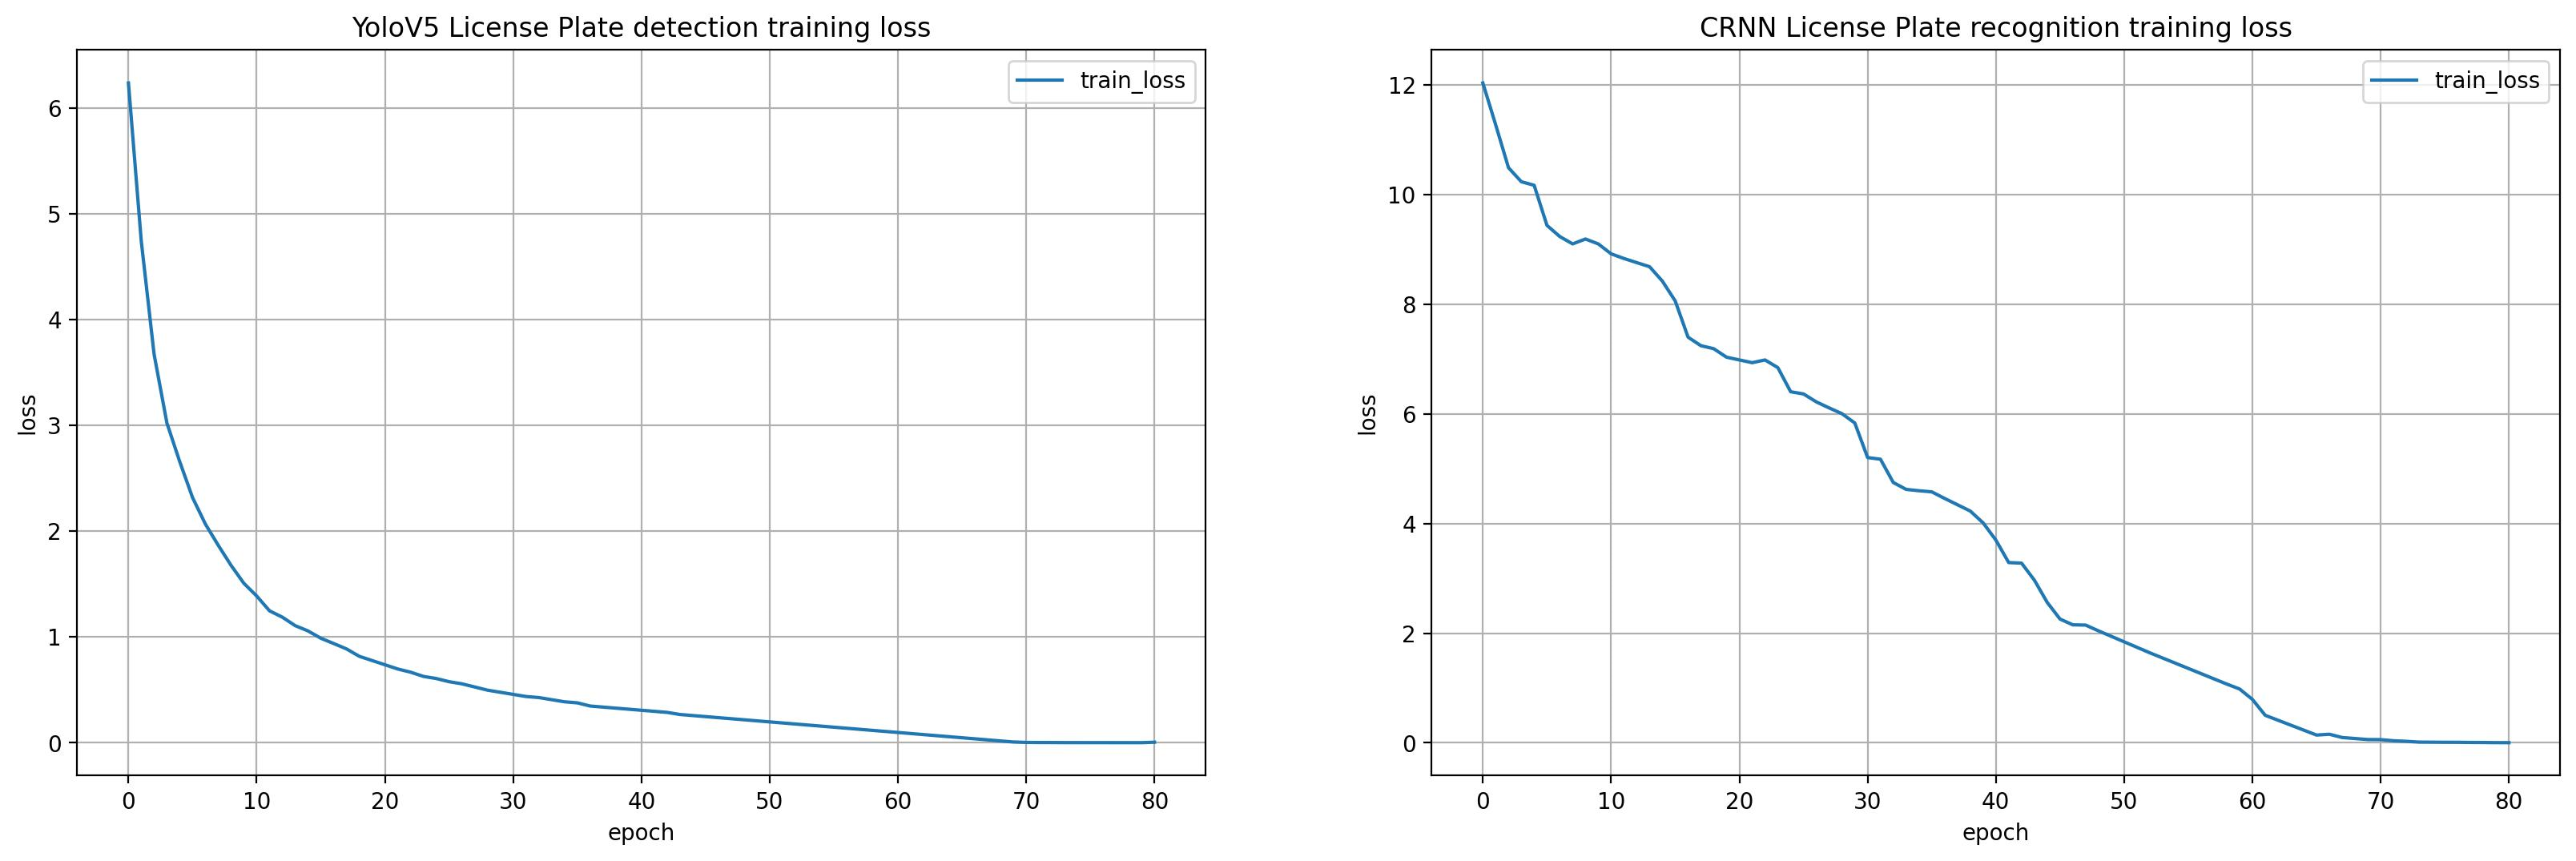 YoloV5 License Plate detection training loss
train_loss
6
5
4
3
2
1
0
loss
0 10 20 30 40 50 60 70 80
epoch
CRNN License Plate recognition training loss
train_loss
12
10
8
6
4
2
0
loss
0 10 20 30 40 50 60 70 80
epoch